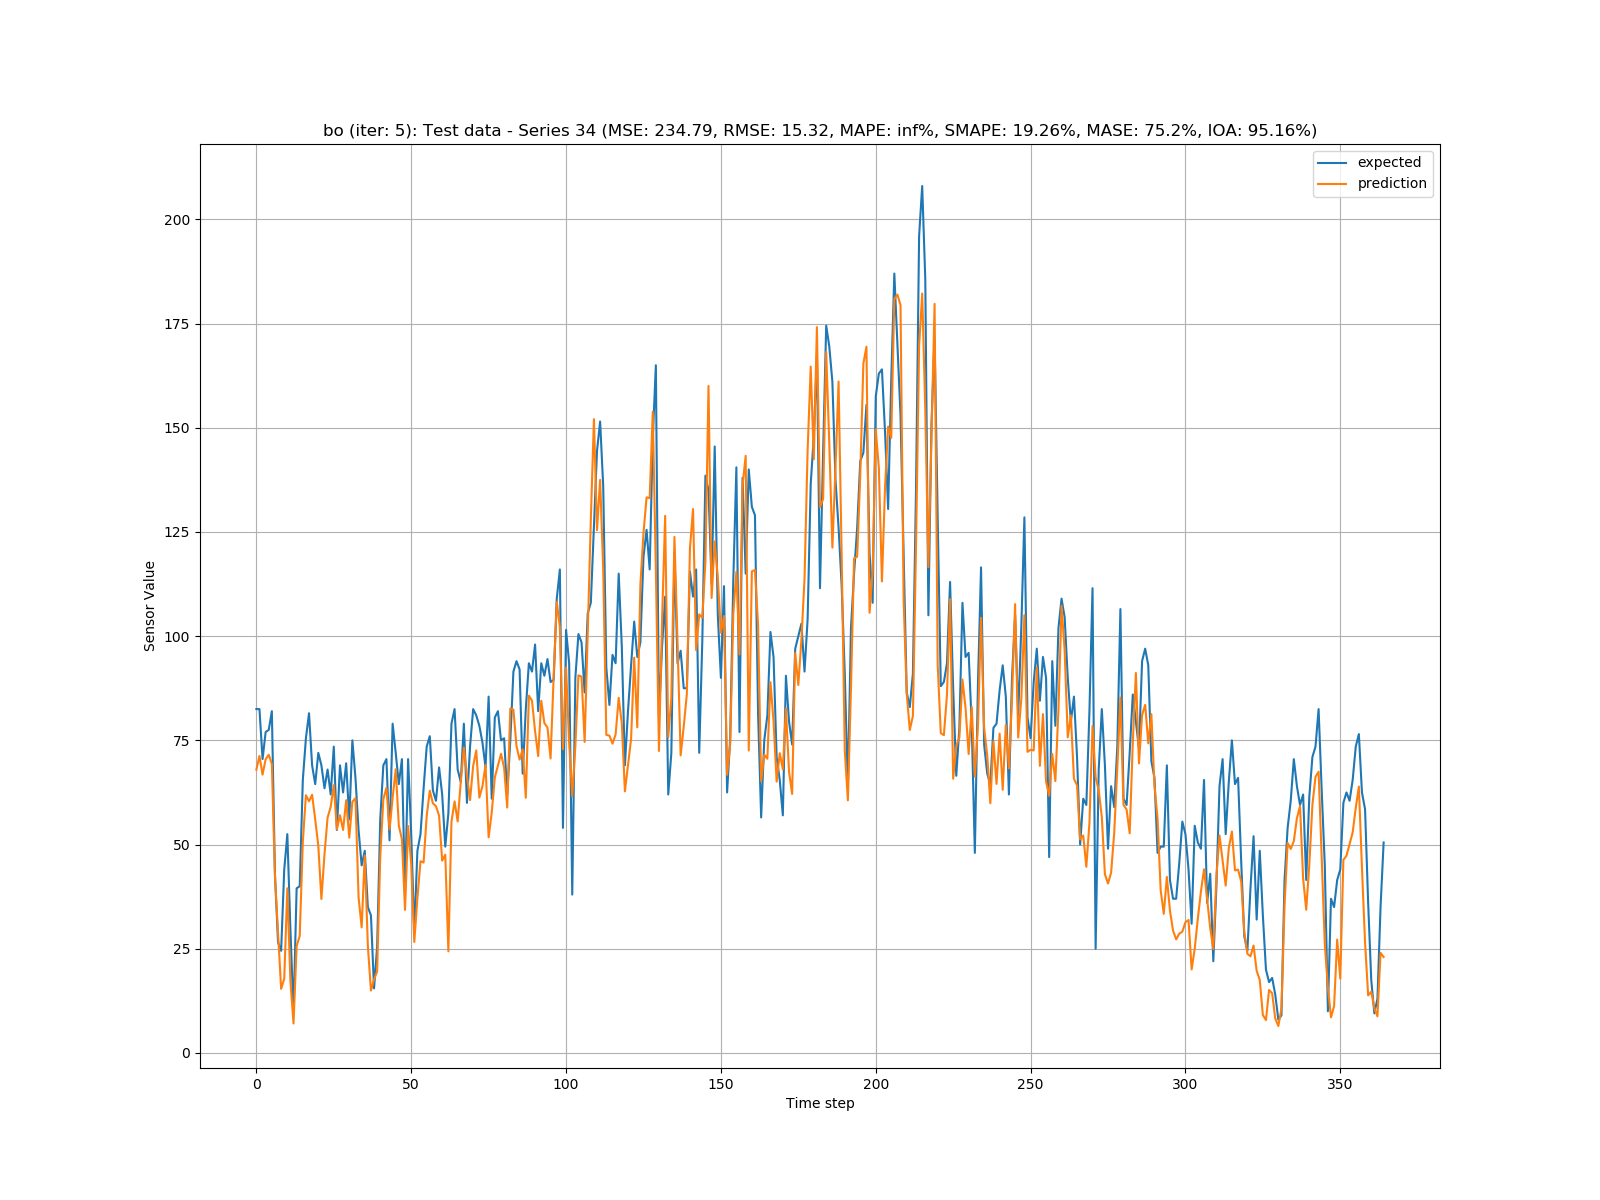 bo (iter: 5): Test data - Series 34 (MSE: 234.79, RMSE: 15.32, MAPE: inf%, SMAPE: 19.26%, MASE: 75.2%, IOA: 95.16%)
expected
prediction
200
175
150
125
100
75
50
25
0
Sensor Value
0 50 100 150 200 250 300 350
Time step